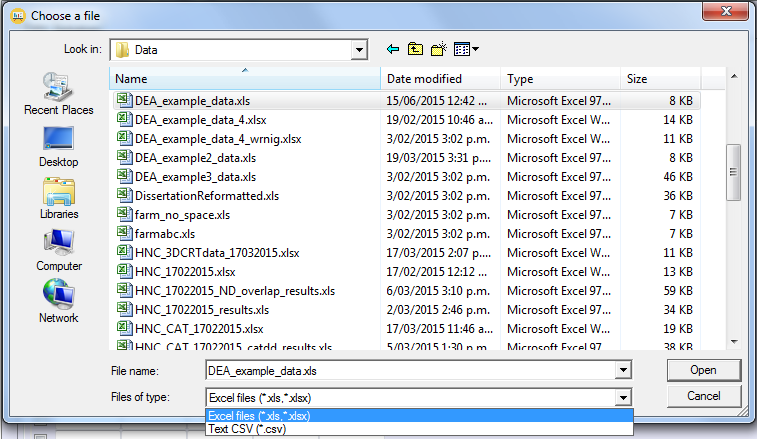 Choose a file
Look in: Data
Name Date modified Type Size
DEA_example_data.xls 15/06/2015 12:42 ... Microsoft Excel 97... 8 KB
DEA_example_data_4.xlsx 19/02/2015 10:46 a... Microsoft Excel W... 14 KB
DEA_example_data_4_wrnig.xlsx 3/02/2015 3:02 p.m. Microsoft Excel W... 11 KB
DEA_example2_data.xls 19/03/2015 3:31 p.... Microsoft Excel 97... 8 KB
DEA_example3_data.xls 3/02/2015 3:02 p.m. Microsoft Excel 97... 46 KB
DissertationReformatted.xls 3/02/2015 3:02 p.m. Microsoft Excel 97... 36 KB
farm_no_space.xls 3/02/2015 3:02 p.m. Microsoft Excel 97... 7 KB
farmabc.xls 3/02/2015 3:02 p.m. Microsoft Excel 97... 7 KB
HNC_3DCRTdata_17032015.xlsx 17/03/2015 2:07 p.... Microsoft Excel W... 11 KB
HNC_17022015.xlsx 17/02/2015 12:12 ... Microsoft Excel W... 13 KB
HNC_17022015_ND_overlap_results.xls 6/03/2015 3:10 p.m. Microsoft Excel 97... 59 KB
HNC_17022015_results.xls 2/03/2015 2:46 p.m. Microsoft Excel 97... 34 KB
HNC_CAT_17022015.xlsx 17/03/2015 11:46 a... Microsoft Excel W... 19 KB
HNC_CAT_17022015_catdd_results.xls 5/03/2015 1:30 p.m. Microsoft Excel 97... 38 KB
Recent Places
Desktop
Libraries
Computer
Network
File name: DEA_example_data.xls Open
Files of type: Excel files (*.xls,*.xlsx) Cancel
Excel files (*.xls,*.xlsx)
Text CSV (*.csv)